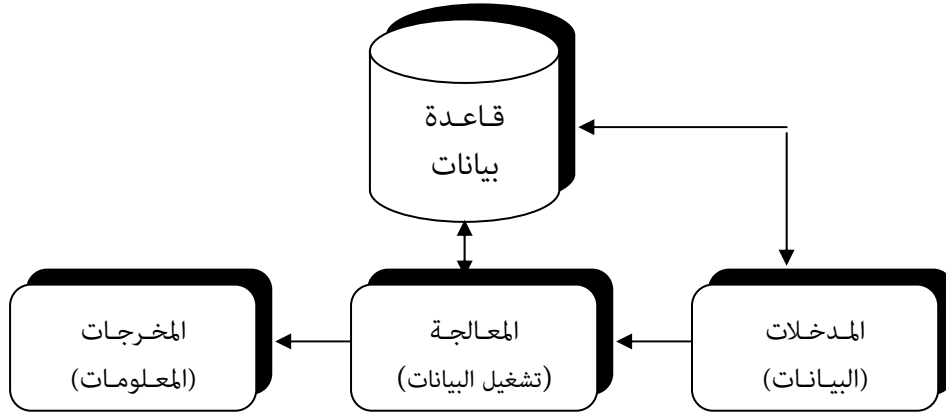 قاعدة
بيانات
المدخلات
(البيانات)
المعالجة
(تشغيل البيانات)
المخرجات
(المعلومات)